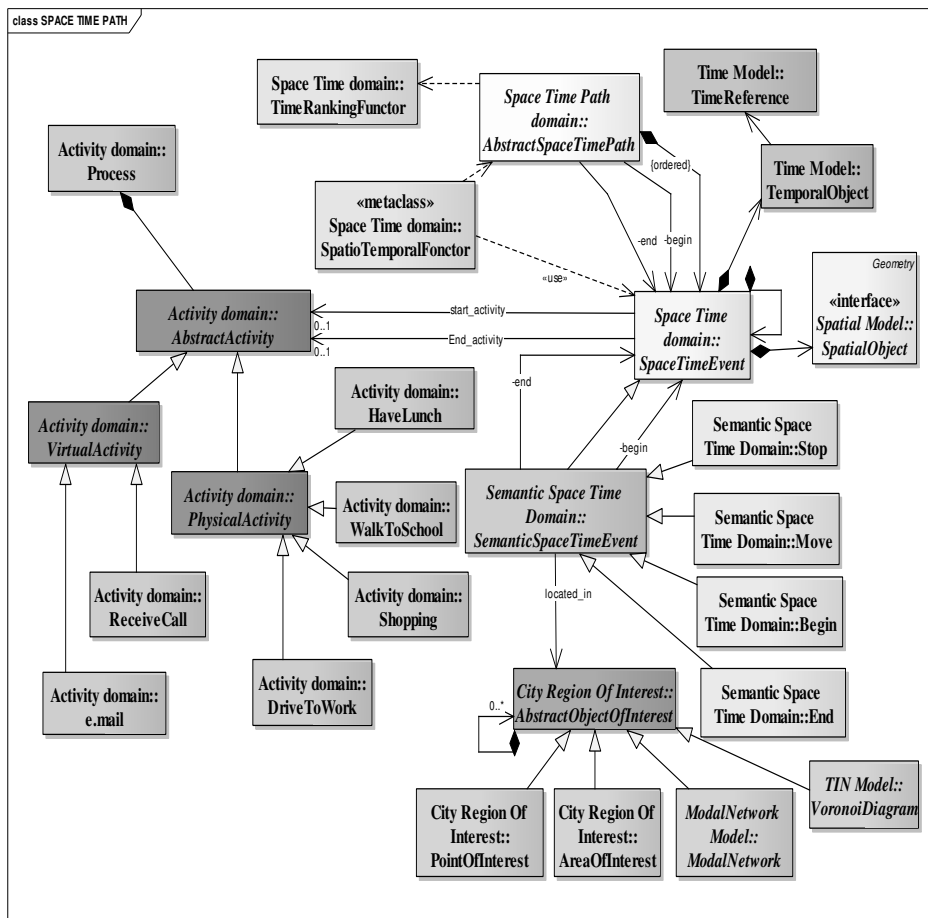 class SPACE TIME PATH
Space Time domain::
TimeRankingFunctor
Space Time Path
domain::
AbstractSpaceTimePath
Time Model::
TimeReference
Activity domain::
Process
{ordered}
Time Model::
TemporalObject
«metaclass»
Space Time domain::
SpatioTemporalFonctor
-end
-begin
«use»
Geometry
«interface»
Spatial Model::
SpatialObject
Activity domain::
AbstractActivity
0..1
0..1
start_activity
End_activity
Space Time
domain::
SpaceTimeEvent
-end
-begin
Activity domain::
HaveLunch
Activity domain::
VirtualActivity
Semantic Space
Time Domain::Stop
Activity domain::
PhysicalActivity
Activity domain::
WalkToSchool
Semantic Space Time
Domain::
SemanticSpaceTimeEvent
Semantic Space
Time Domain::Move
Activity domain::
ReceiveCall
Activity domain::
Shopping
located_in
Semantic Space
Time Domain::Begin
Activity domain::
e.mail
Activity domain::
DriveToWork
0..*
City Region Of Interest::
AbstractObjectOfInterest
Semantic Space
Time Domain::End
City Region Of
Interest::
PointOfInterest
City Region Of
Interest::
AreaOfInterest
ModalNetwork
Model::
ModalNetwork
TIN Model::
VoronoiDiagram